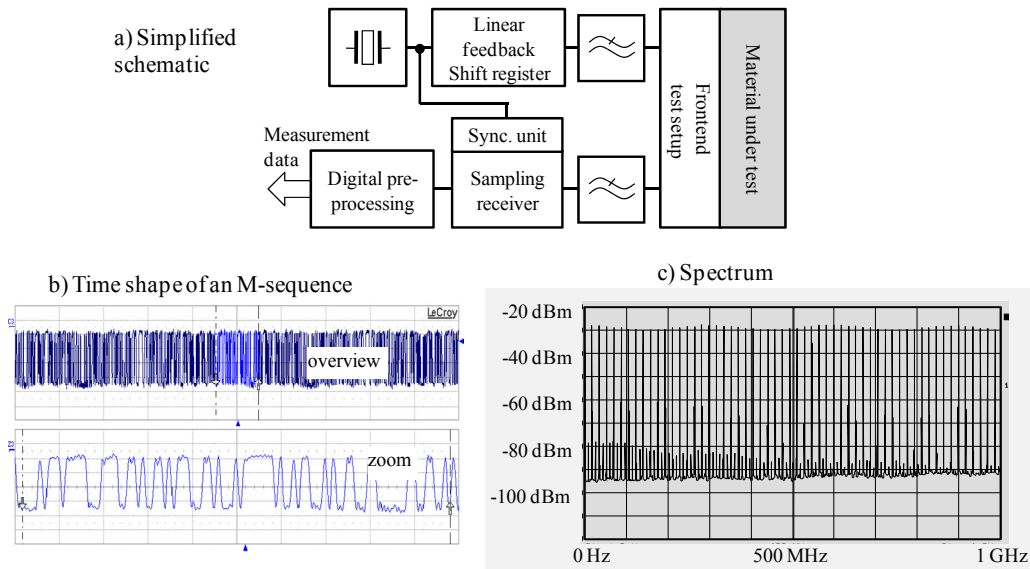 a) Simplified
schematic
Linear
feedback
Shift register
Frontend
test setup
Material under test
Measurement
data
Sync. unit
Digital pre-
processing
Sampling
receiver
b) Time shape of an M-sequence
LeCroy
overview
zoom
c) Spectrum
-20 dBm
-40 dBm
-60 dBm
-80 dBm
-100 dBm
0 Hz
500 MHz
1 GHz